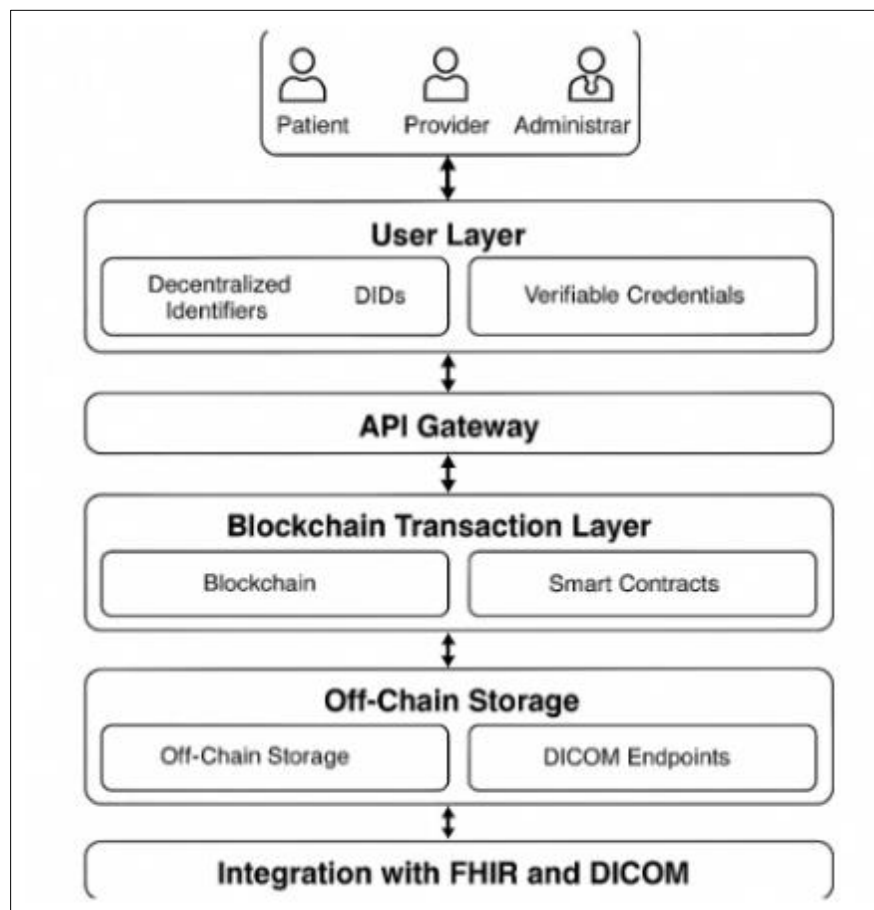 Patient Provider Administrar
User Layer
Decentralized Identifiers DIDs Verifiable Credentials
API Gateway
Blockchain Transaction Layer
Blockchain Smart Contracts
Off-Chain Storage
Off-Chain Storage DICOM Endpoints
Integration with FHIR and DICOM